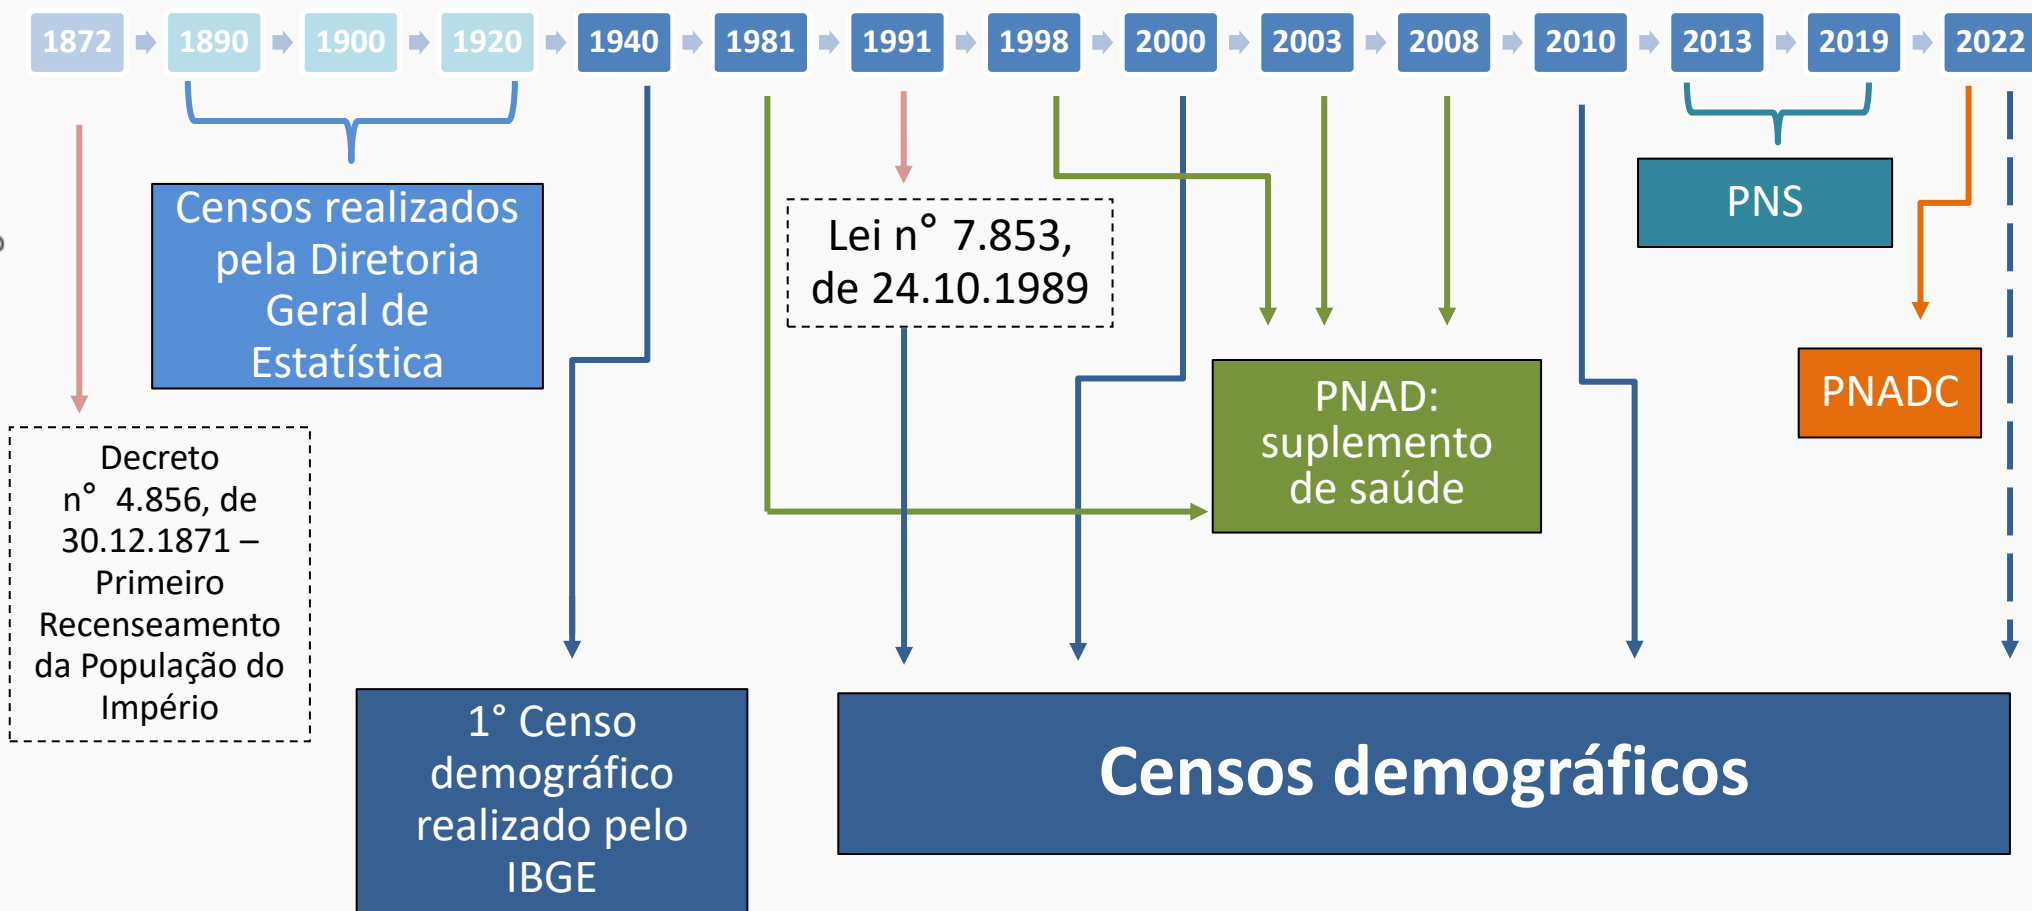 1872 1890 1900 1920 1940 1981 1991 1998 2000 2003 2008 2010 2013 2019 2022
Censos realizados
pela Diretoria
Geral de
Estatística
Lei n° 7.853,
de 24.10.1989
PNS
PNAD:
suplemento
de saúde
PNADC
Decreto
n° 4.856, de
30.12.1871 –
Primeiro
Recenseamento
da População do
Império
1° Censo
demográfico
realizado pelo
IBGE
Censos demográficos